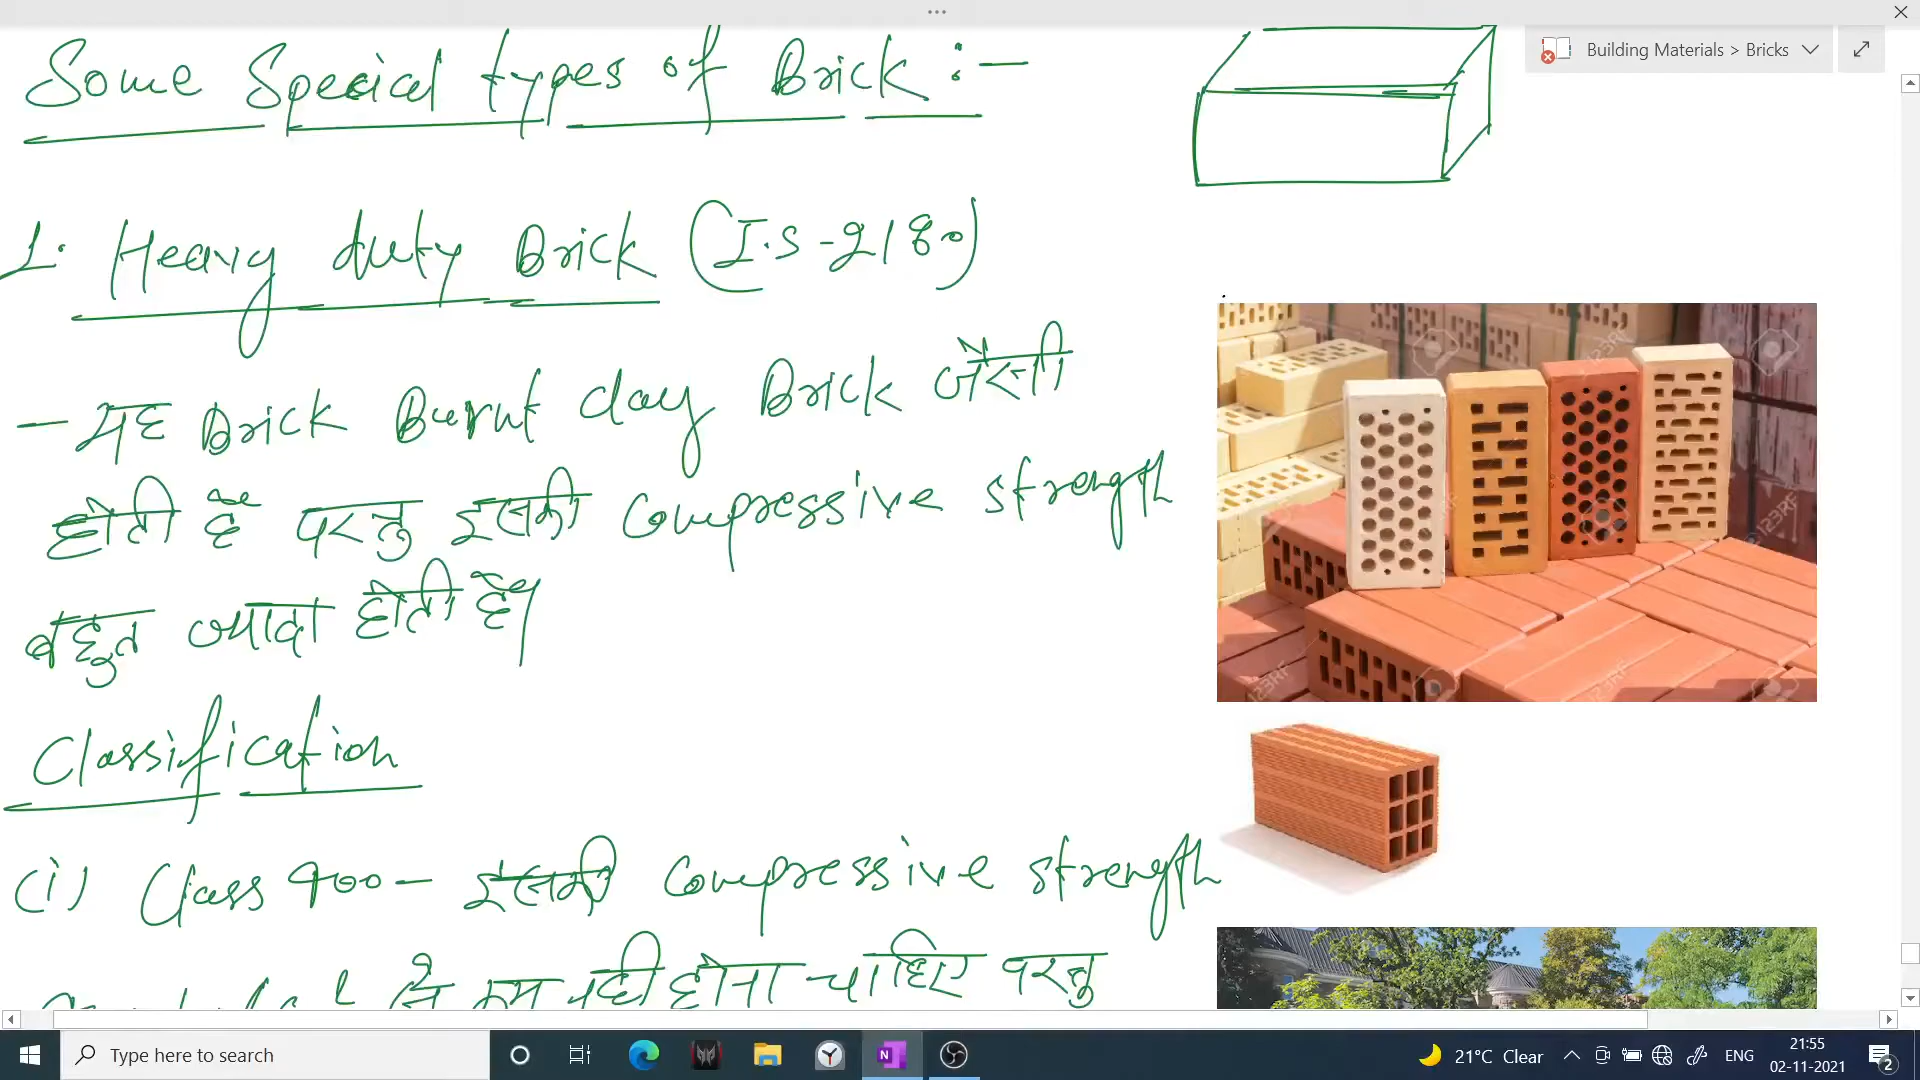 Building Materials > Bricks
Some Special types of Brick :-
1. Heavy duty Brick (I.S - 2180)
- यह Brick Burnt clay Brick जैसी
होती है परन्तु इसकी compressive strength
बहुत ज्यादा होती है।
Classification
(i) Class 400 - इसकी Compressive strength
से कम नहीं होना चाहिए परन्तु
123RF
Type here to search
21°C Clear
ENG
21:55
02-11-2021
2